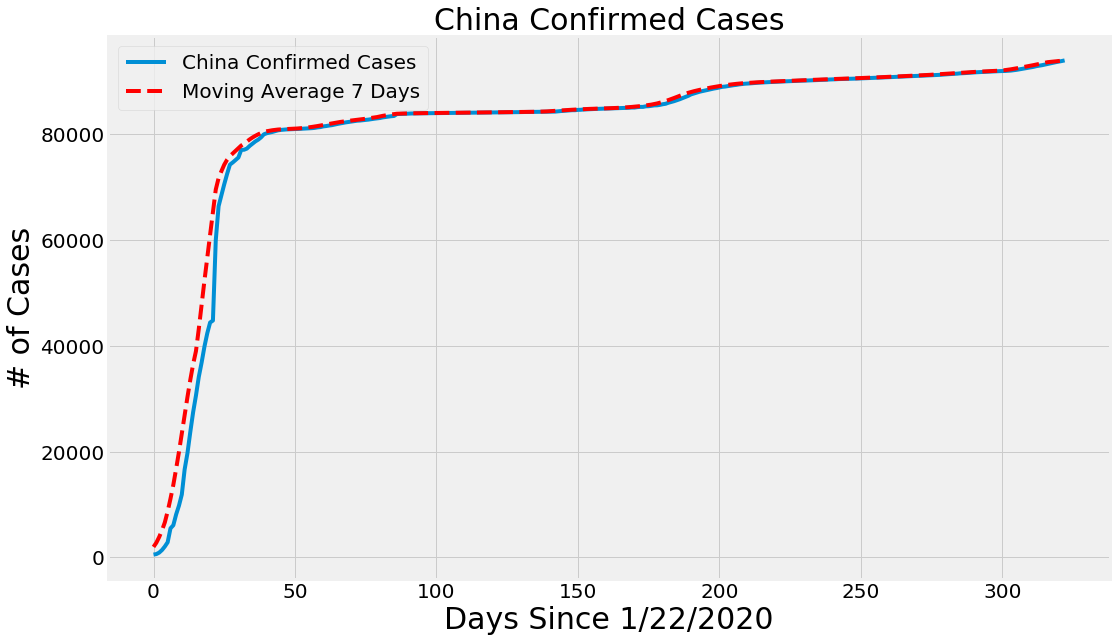 China Confirmed Cases
China Confirmed Cases
Moving Average 7 Days
# of Cases
80000
60000
40000
20000
0
0 50 100 150 200 250 300
Days Since 1/22/2020